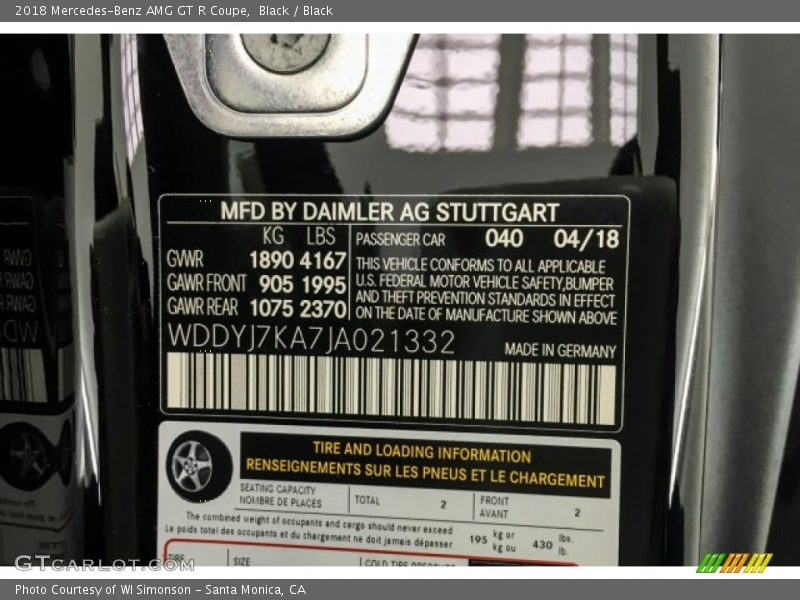 2018 Mercedes-Benz AMG GT R Coupe, Black / Black
MFD BY DAIMLER AG STUTTGART
KG LBS
GVWR 1890 4167
GAWR FRONT 905 1995
GAWR REAR 1075 2370
PASSENGER CAR 040 04/18
THIS VEHICLE CONFORMS TO ALL APPLICABLE
U.S. FEDERAL MOTOR VEHICLE SAFETY,BUMPER
AND THEFT PREVENTION STANDARDS IN EFFECT
ON THE DATE OF MANUFACTURE SHOWN ABOVE
WDDYJ7KA7JA021332
MADE IN GERMANY
TIRE AND LOADING INFORMATION
RENSEIGNEMENTS SUR LES PNEUS ET LE CHARGEMENT
SEATING CAPACITY
NOMBRE DE PLACES
TOTAL 2
FRONT
AVANT
2
The combined weight of occupants and cargo should never exceed
Le poids total des occupants et du chargement ne doit jamais dépasser
195 kg or
kg ou
430 lbs.
lb.
TIRE SIZE COLD TIRE PRESSURE
GTcarlot.com
Photo Courtesy of WI Simonson - Santa Monica, CA